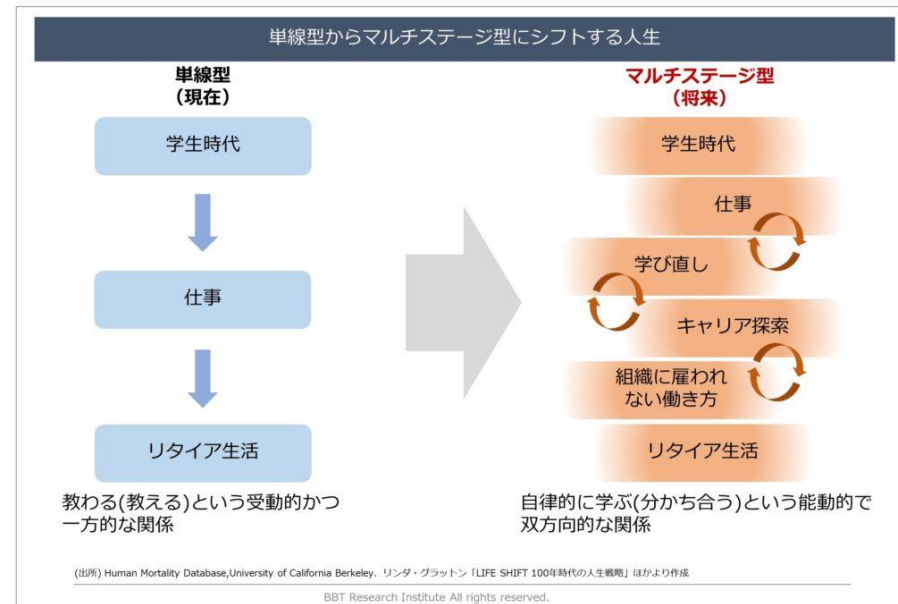 単線型からマルチステージ型にシフトする人生
単線型
(現在)
学生時代
仕事
リタイア生活
教わる(教える)という受動的かつ
一方的な関係
マルチステージ型
(将来)
学生時代
仕事
学び直し
キャリア探索
組織に雇われ
ない働き方
リタイア生活
自律的に学ぶ(分かち合う)という能動的で
双方向的な関係
(出所) Human Mortality Database,University of California Berkeley、リンダ・グラットン「LIFE SHIFT 100年時代の人生戦略」ほかより作成
BBT Research Institute All rights reserved.